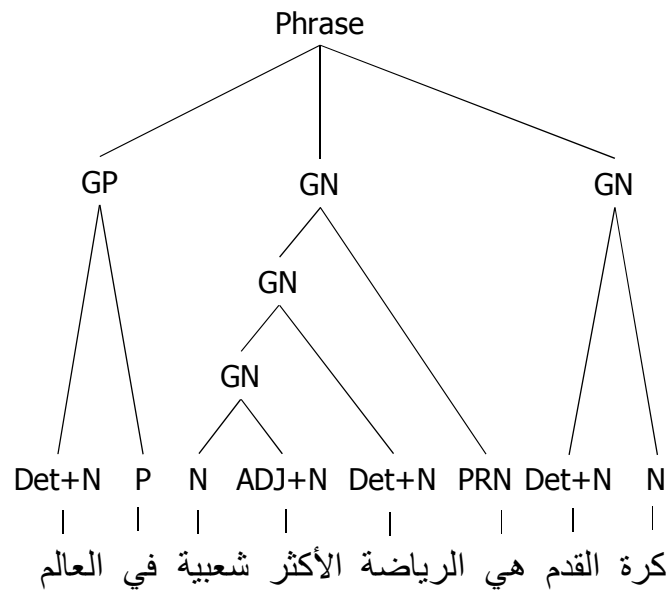 Phrase
GP GN GN
GN
GN
Det+N P N ADJ+N Det+N PRN Det+N N
كرة القدم هي الرياضة الأكثر شعبية في العالم